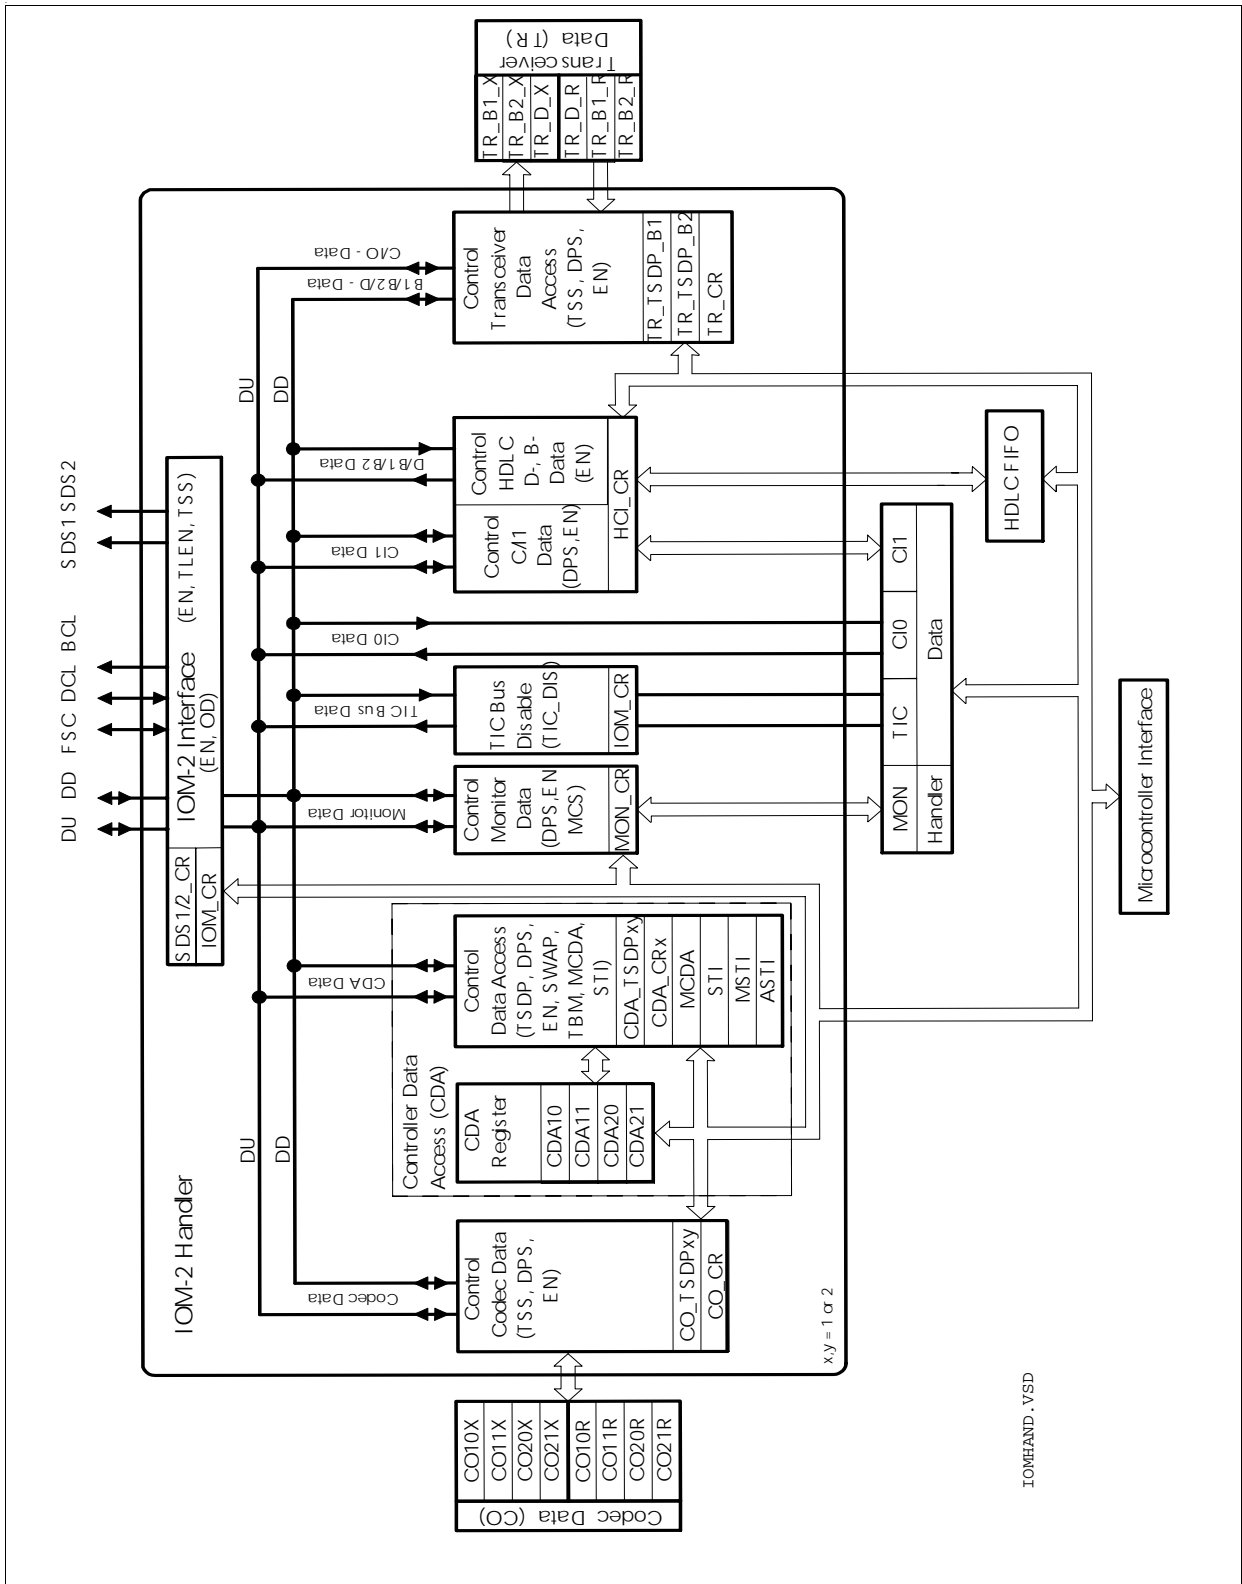 IOM-2 Handler
SDS1/2_CR
IOM_CR
IOM-2 Interface
(EN, OD)
(EN, TLEN, TSS)
DU
DD
FSC
DCL
BCL
SDS1
SDS2
DU
DD
DU
DD
Codec Data
CDA Data
Monitor Data
TIC Bus Data
CI0 Data
CI1 Data
D/B1/B2 Data
B1/B2/D - Data
C/IO - Data
Codec Data (CO)
CO10X
CO11X
CO20X
CO21X
CO10R
CO11R
CO20R
CO21R
Control
Codec Data
(TSS, DPS,
EN)
CO_TSDPxy
CO_CR
Controller Data
Access (CDA)
CDA
Register
CDA10
CDA11
CDA20
CDA21
Control
Data Access
(TSDP, DPS,
EN, SWAP,
TBM, MCDA,
STI)
CDA_TSDPxy
CDA_CRx
MCDA
STI
MSTI
ASTI
Control
Monitor
Data
(DPS,EN
MCS)
MON_CR
TIC Bus
Disable
(TIC_DIS)
IOM_CR
Control
C/I1
Data
(DPS,EN)
Control
HDLC
D-, B-
Data
(EN)
HCI_CR
Control
Transceiver
Data
Access
(TSS, DPS,
EN)
TR_TSDP_B1
TR_TSDP_B2
TR_CR
TR_B1_X
TR_B2_X
TR_D_X
TR_D_R
TR_B1_R
TR_B2_R
Transceiver
Data (TR)
MON
TIC
CI0
CI1
Handler
Data
HDLC FIFO
Microcontroller Interface
x,y = 1 or 2
IOMHAND.VSD